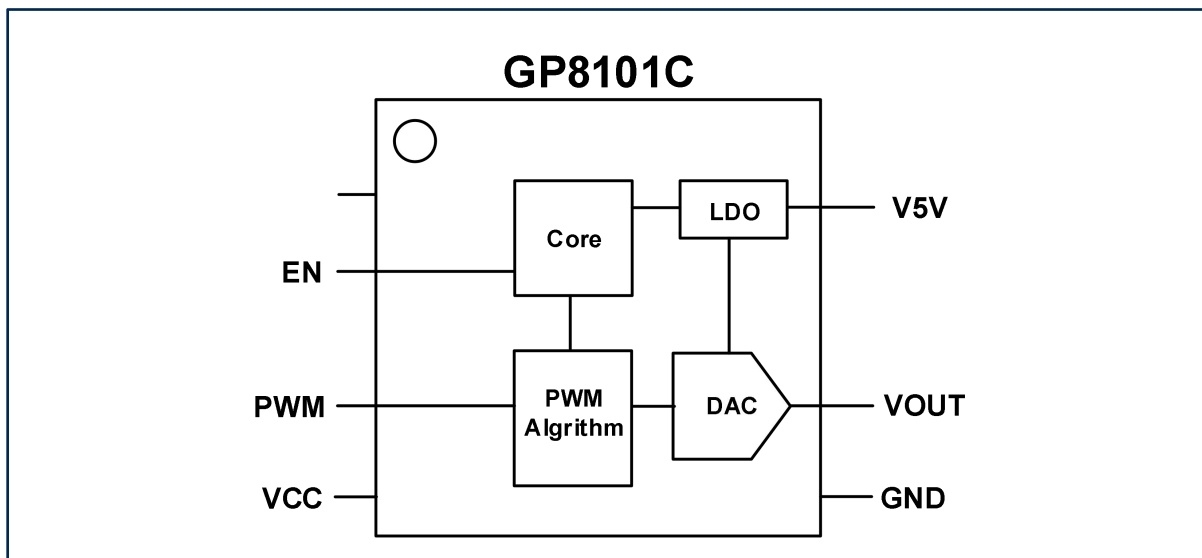 GP8101C
Core
LDO
V5V
EN
PWM
PWM
Algrithm
DAC
VOUT
VCC
GND